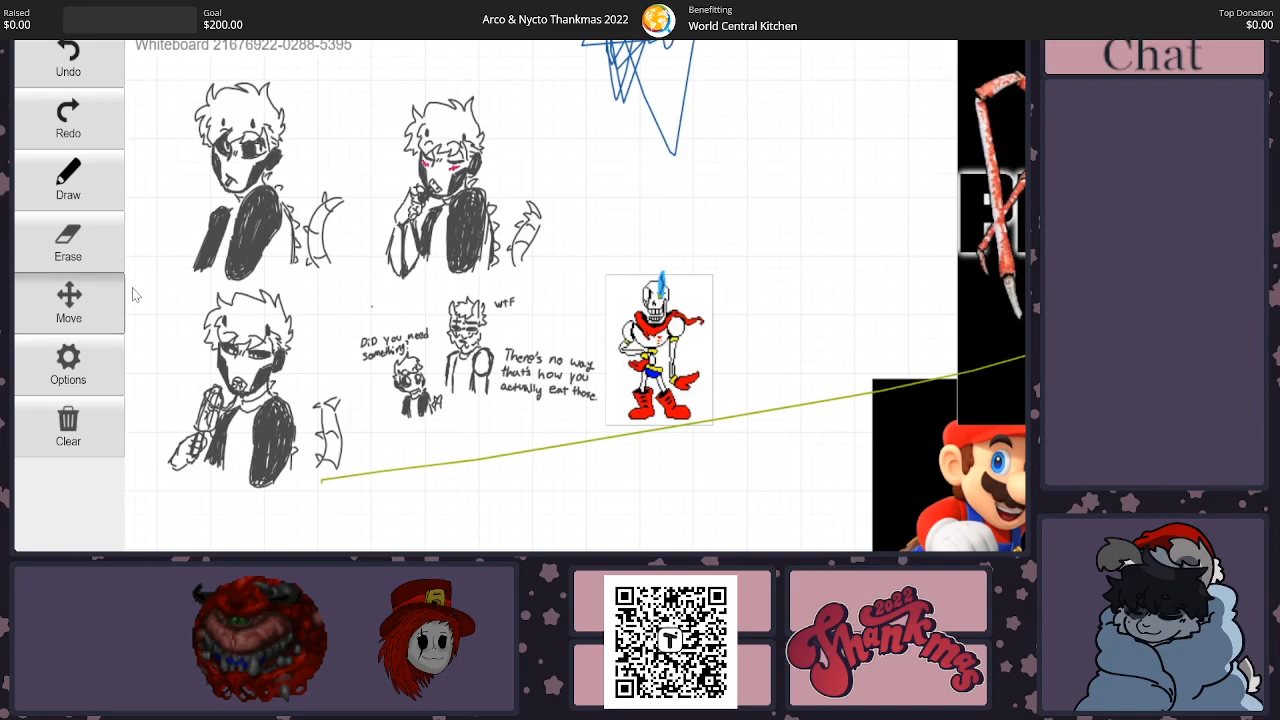 Raised
$0.00
Goal
$200.00
Arco & Nycto Thankmas 2022
Benefitting
World Central Kitchen
Top Donation
$0.00
Whiteboard 21676922-0288-5395
Chat
Undo
Redo
Draw
Erase
Move
Options
Clear
DiD you need
something?
WTF
There's no way
that's how you
actually eat those.
T
2022
Thankmas